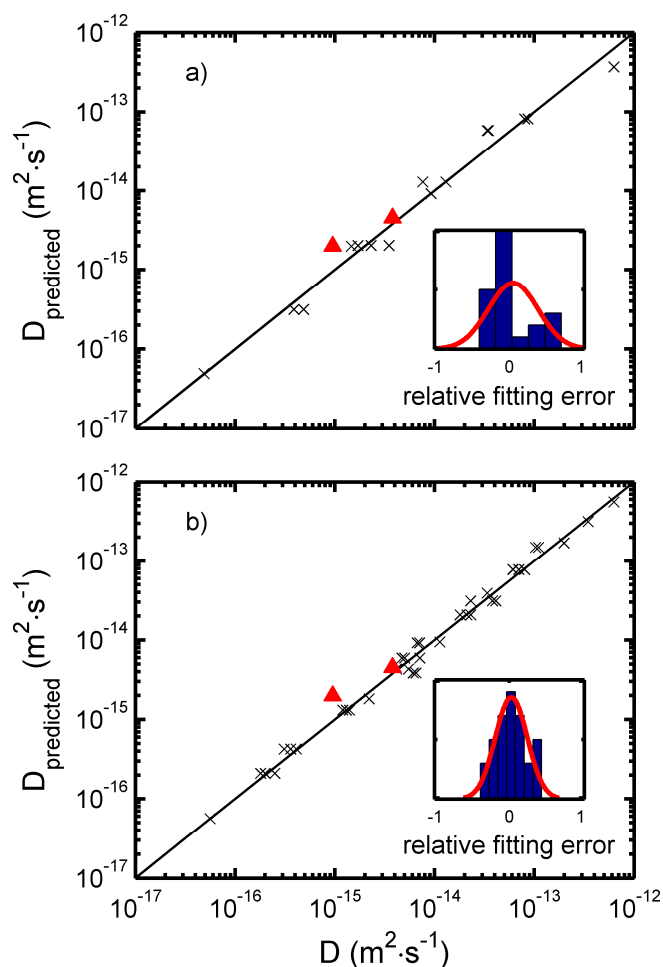 10⁻¹²
a)
10⁻¹³
10⁻¹⁴
10⁻¹⁵
10⁻¹⁶
10⁻¹⁷
D_predicted (m²·s⁻¹)
-1 0 1
relative fitting error
10⁻¹²
b)
10⁻¹³
10⁻¹⁴
10⁻¹⁵
10⁻¹⁶
10⁻¹⁷
D_predicted (m²·s⁻¹)
-1 0 1
relative fitting error
10⁻¹⁷ 10⁻¹⁶ 10⁻¹⁵ 10⁻¹⁴ 10⁻¹³ 10⁻¹²
D (m²·s⁻¹)